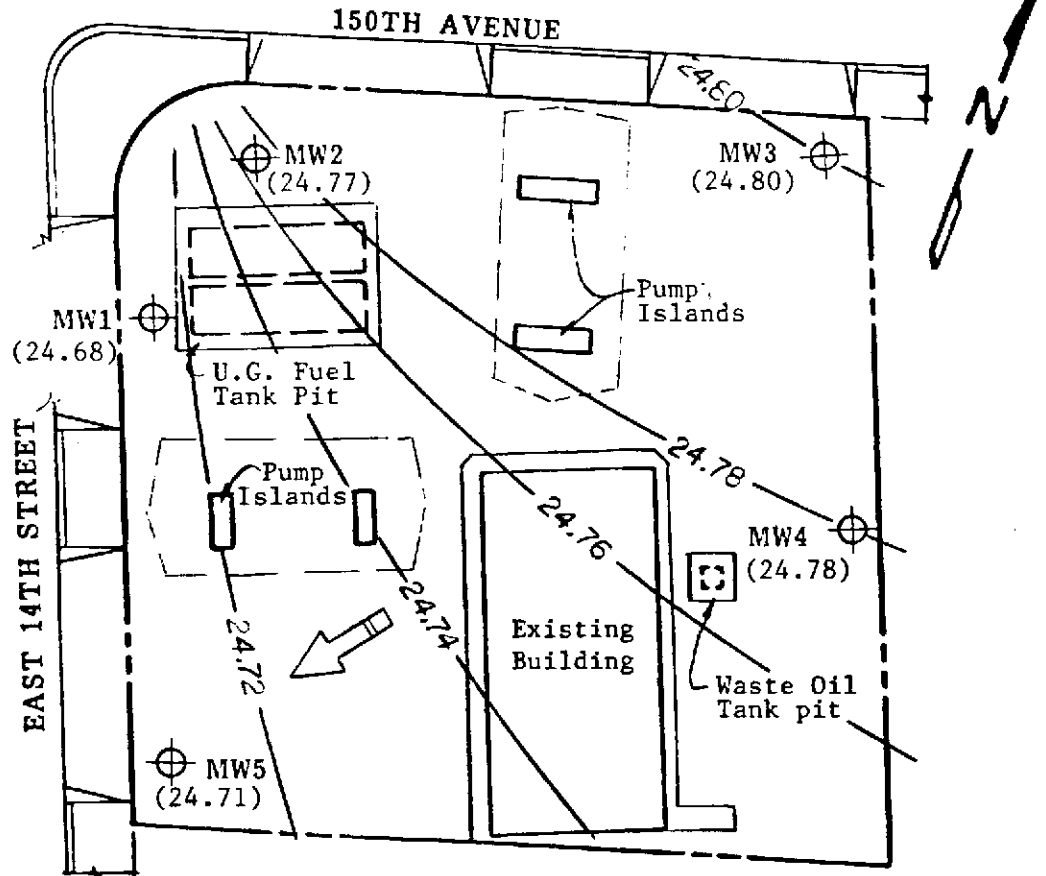 150TH AVENUE
24.80
N
MW2
(24.77)
MW3
(24.80)
MW1
(24.68)
Pump
Islands
U.G. Fuel
Tank Pit
EAST 14TH STREET
Pump
Islands
24.78
24.76
MW4
(24.78)
24.74
24.72
Existing
Building
Waste Oil
Tank pit
MW5
(24.71)